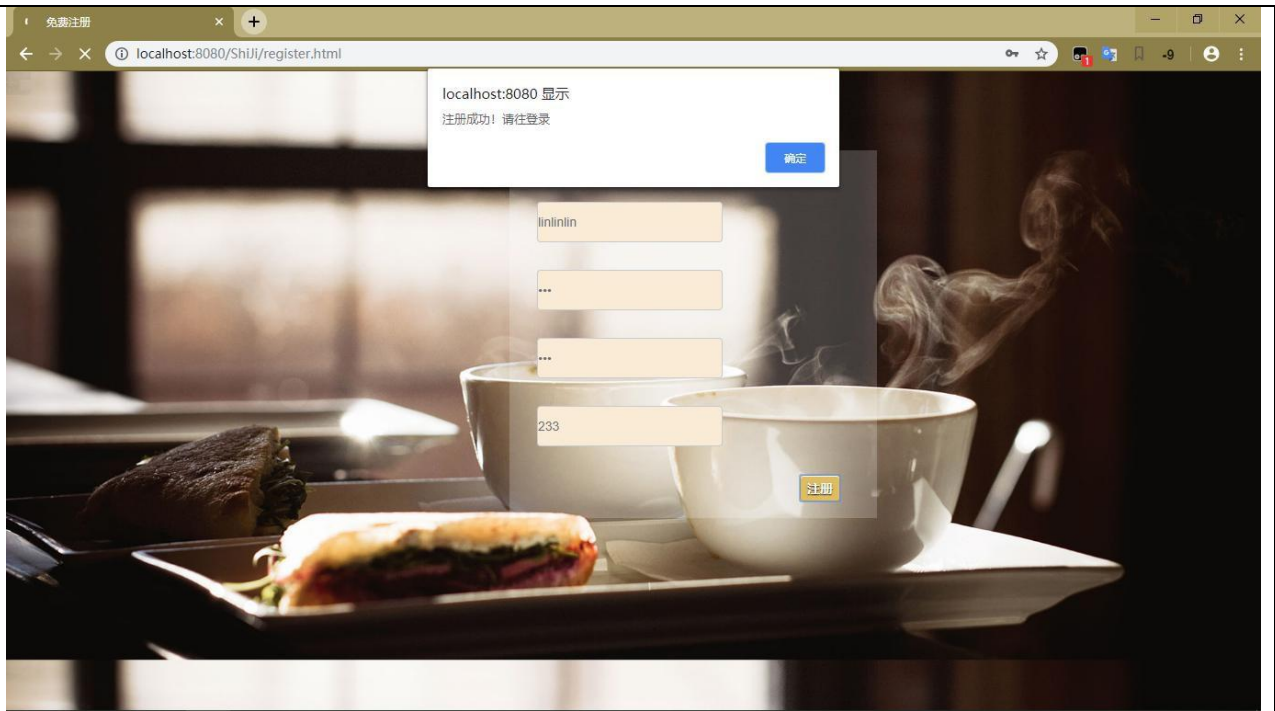 免费注册
localhost:8080/ShiJi/register.html
1
-9
localhost:8080 显示
注册成功！请往登录
确定
linlinlin
•••
•••
233
注册